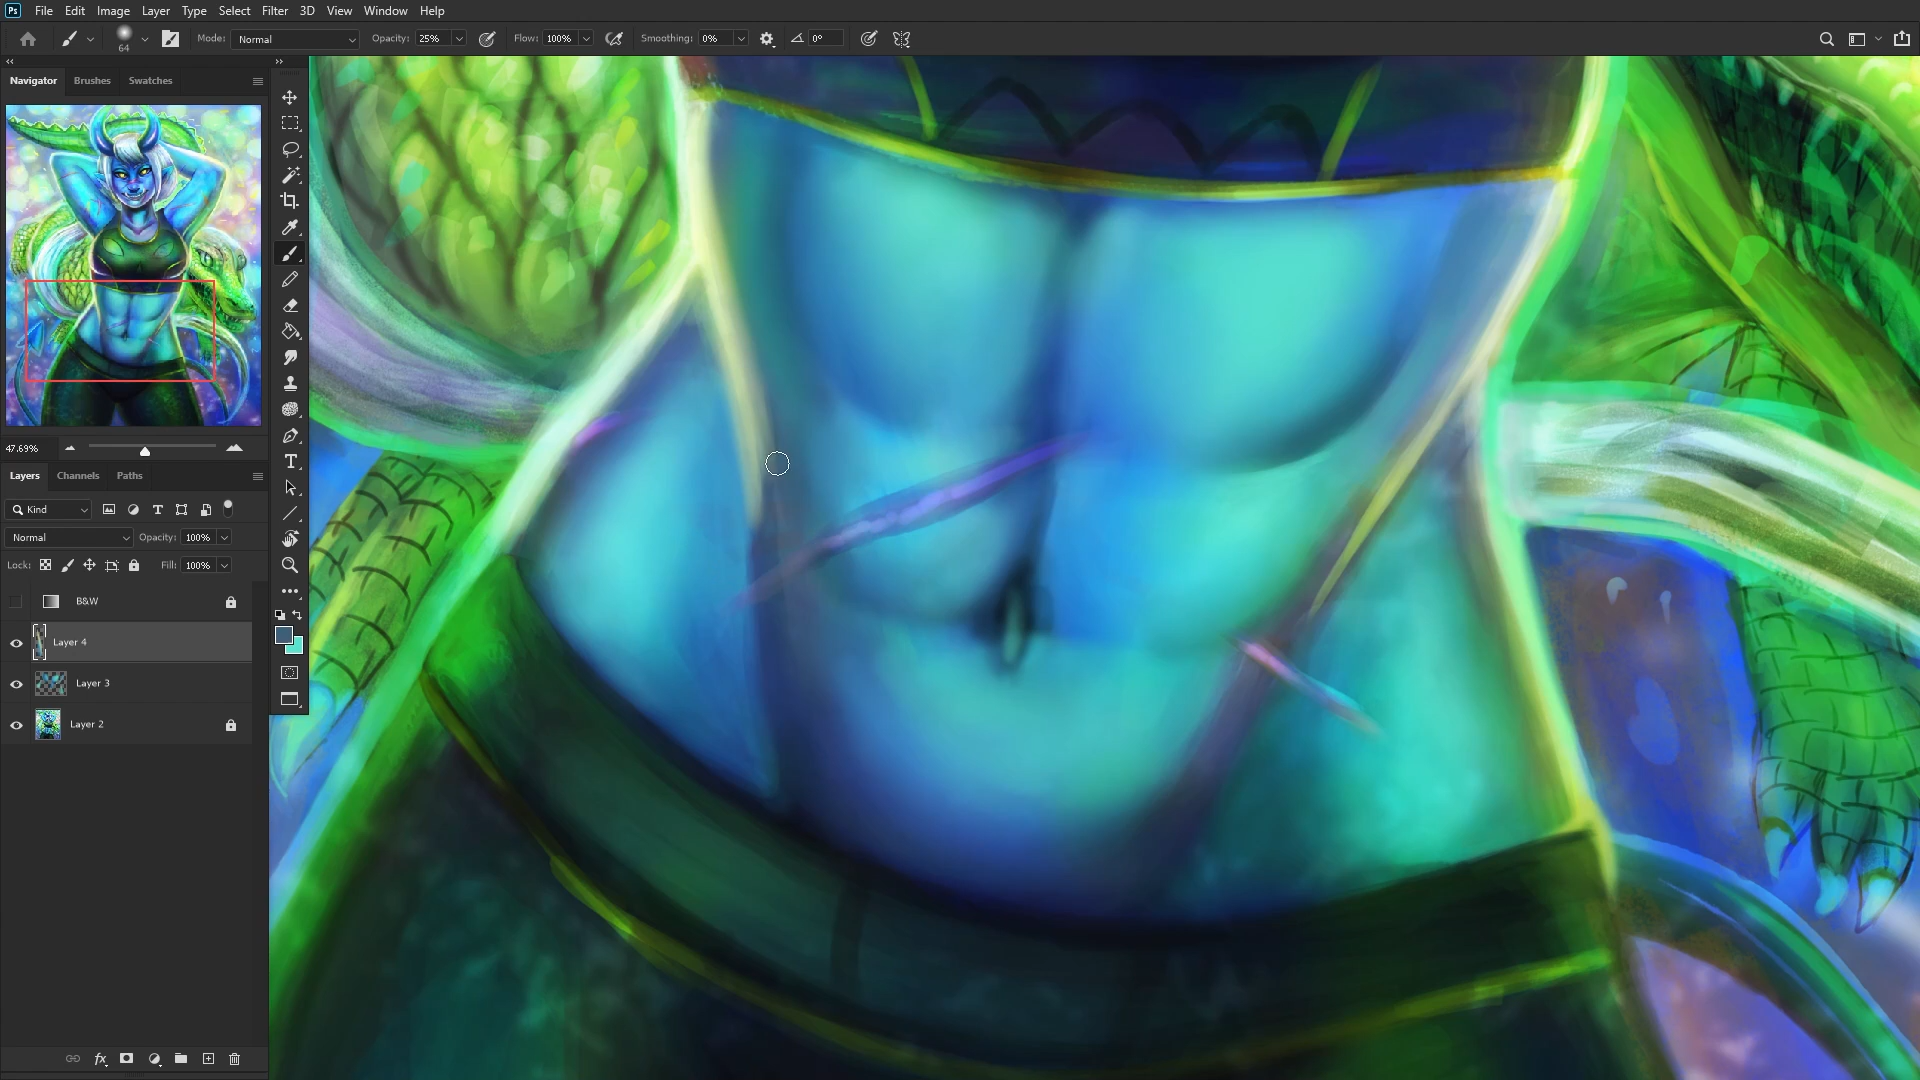 Ps File Edit Image Layer Type Select Filter 3D View Window Help
64 Mode: Normal Opacity: 25% Flow: 100% Smoothing: 0% 0°
Navigator Brushes Swatches
47.69%
Layers Channels Paths
Kind
Normal Opacity: 100%
Lock: Fill: 100%
B&W
Layer 4
Layer 3
Layer 2
fx